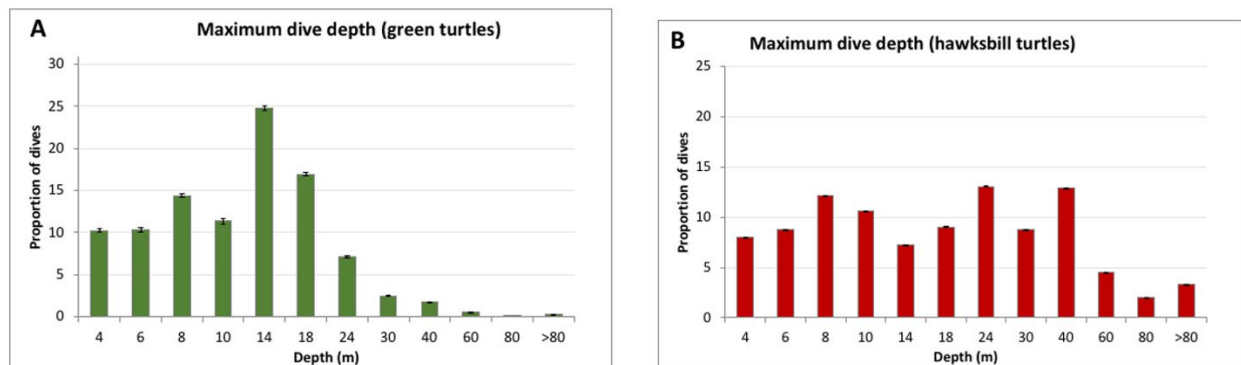 A
Maximum dive depth (green turtles)
Proportion of dives
30
25
20
15
10
5
0
4 6 8 10 14 18 24 30 40 60 80 >80
Depth (m)
B
Maximum dive depth (hawksbill turtles)
Proportion of dives
25
20
15
10
5
0
4 6 8 10 14 18 24 30 40 60 80 >80
Depth (m)